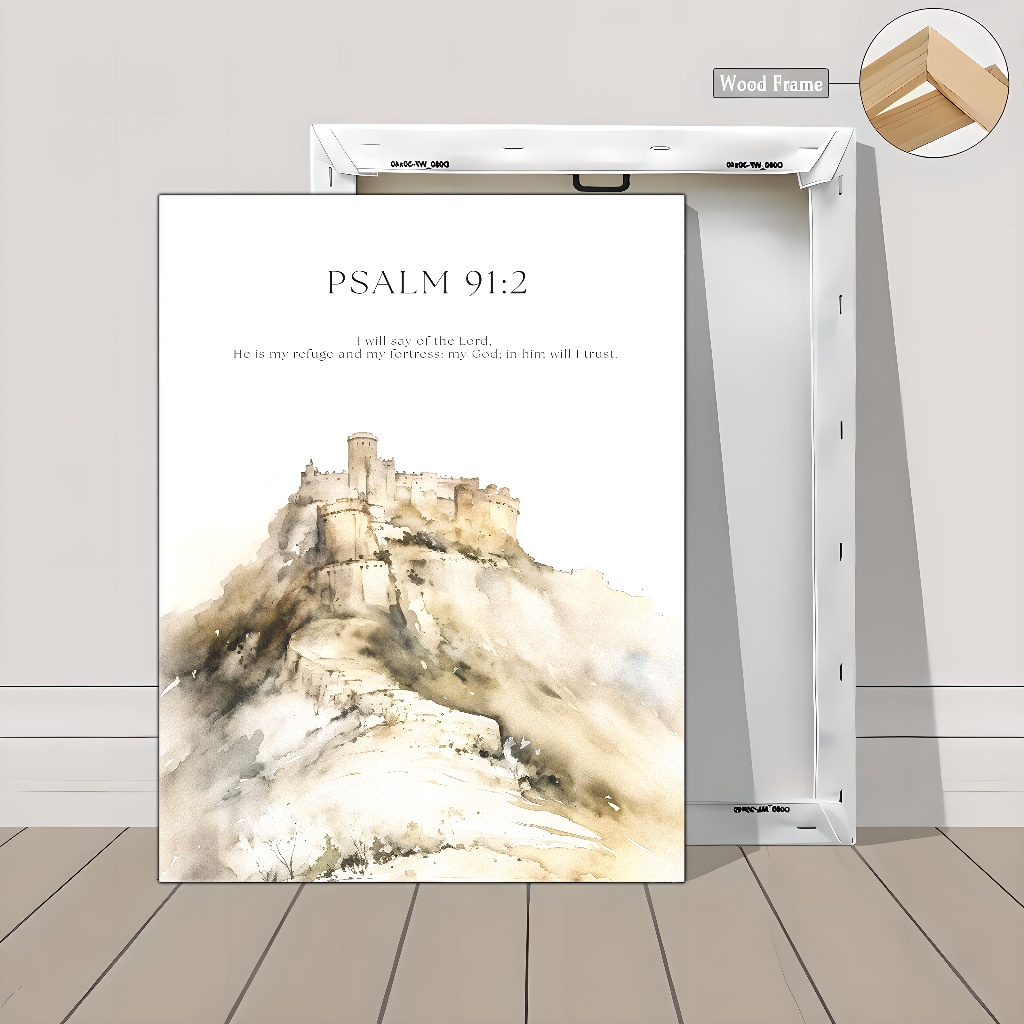 Wood Frame
PSALM 91:2
I will say of the Lord,
He is my refuge and my fortress; my God; in him will I trust.